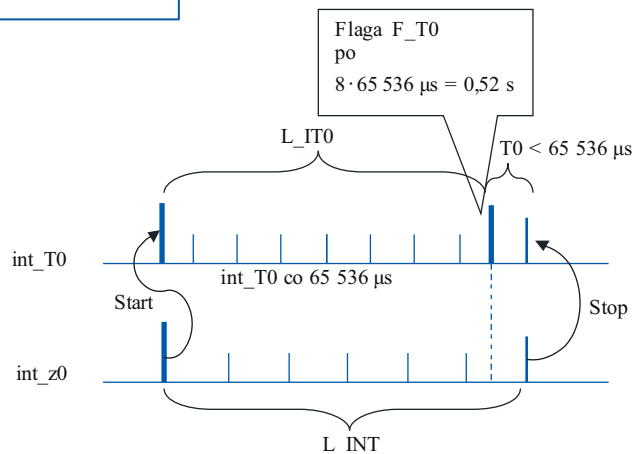 Flaga F_T0
po
8·65 536 µs = 0,52 s
L_IT0
T0 < 65 536 µs
int_T0
int_T0 co 65 536 µs
Start
Stop
int_z0
L_INT